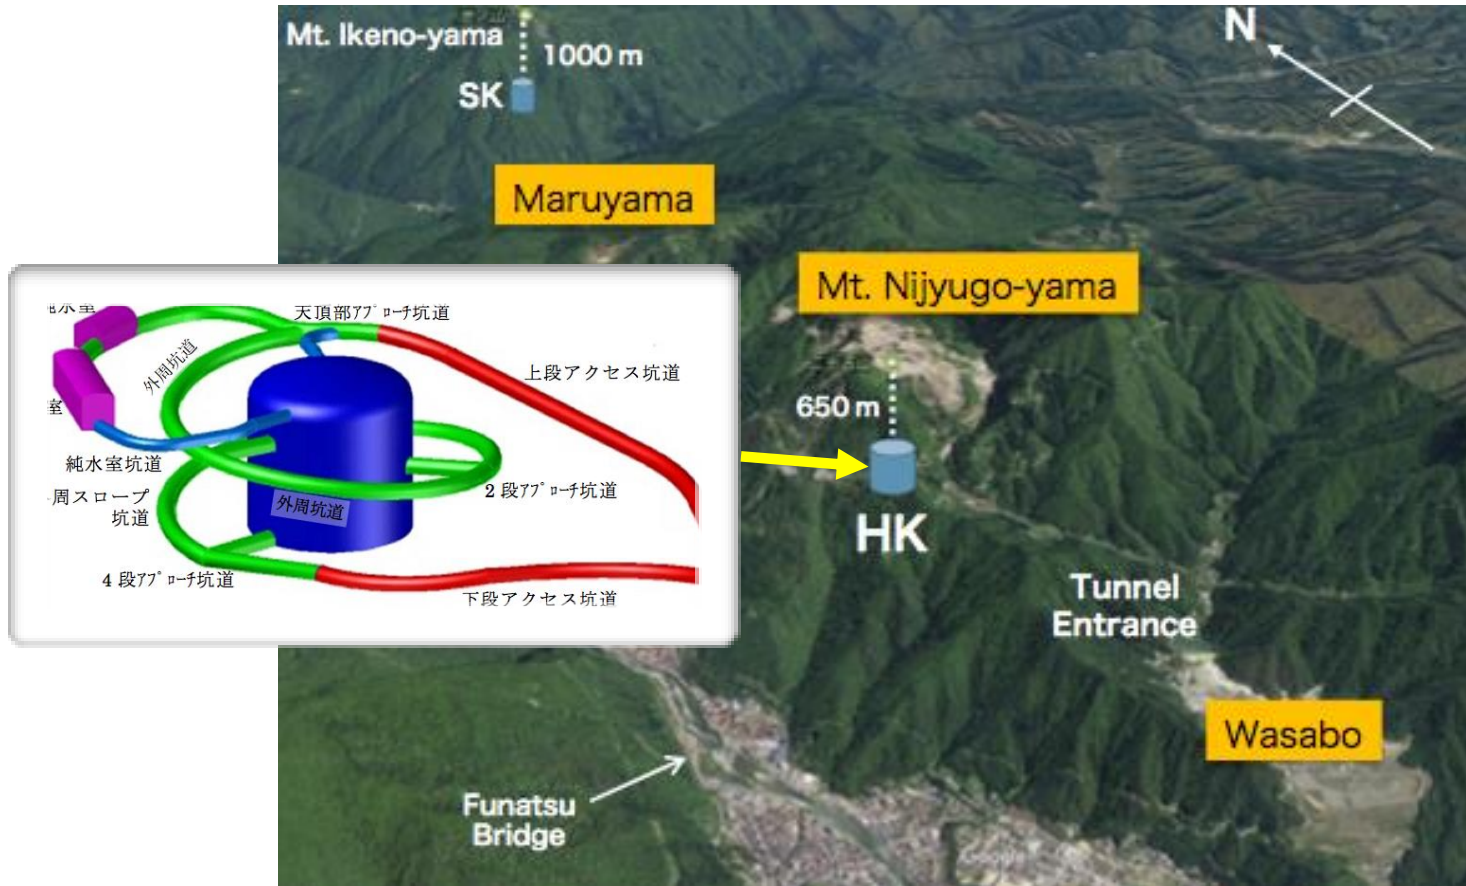 Mt. Ikeno-yama
1000 m
SK
N
Maruyama
Mt. Nijyugo-yama
650 m
HK
Tunnel
Entrance
Wasabo
Funatsu
Bridge
天頂部アプローチ坑道
外周坑道
上段アクセス坑道
純水室坑道
周スロープ
坑道
外周坑道
2段アプローチ坑道
4段アプローチ坑道
下段アクセス坑道
室